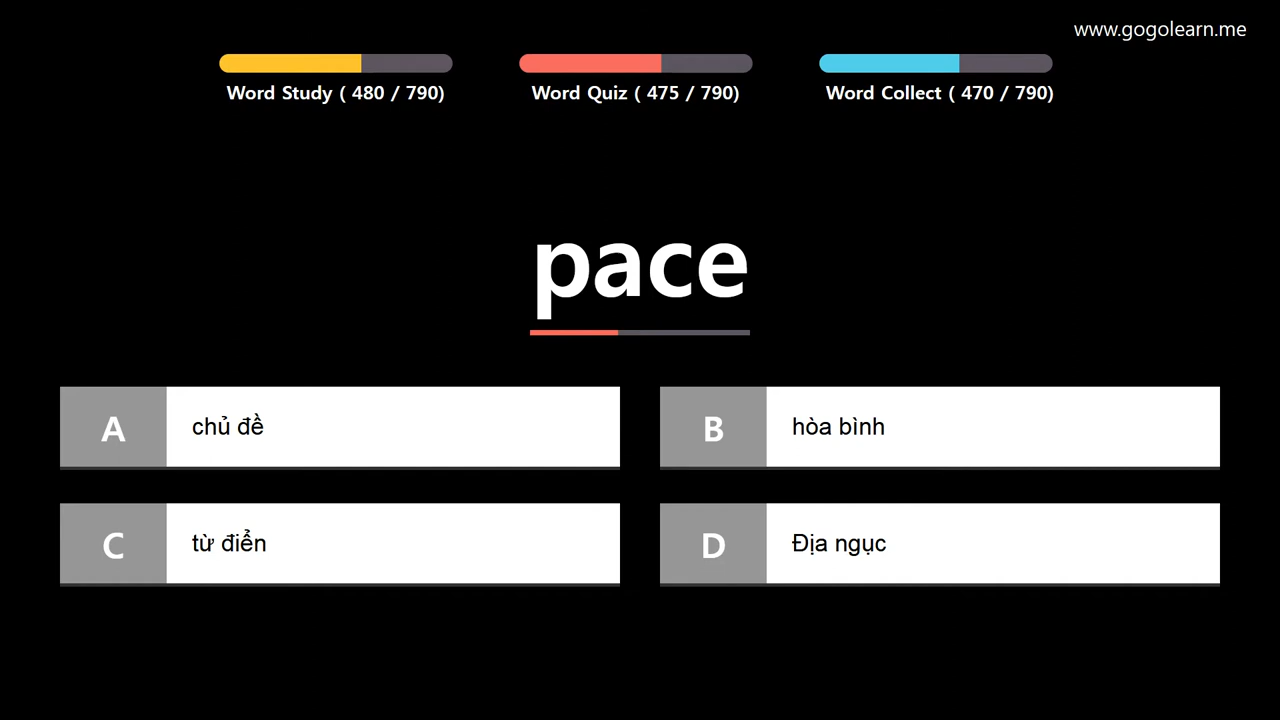 www.gogolearn.me
Word Study ( 480 / 790)
Word Quiz ( 475 / 790)
Word Collect ( 470 / 790)
pace
A chủ đề
B hòa bình
C từ điển
D Địa ngục